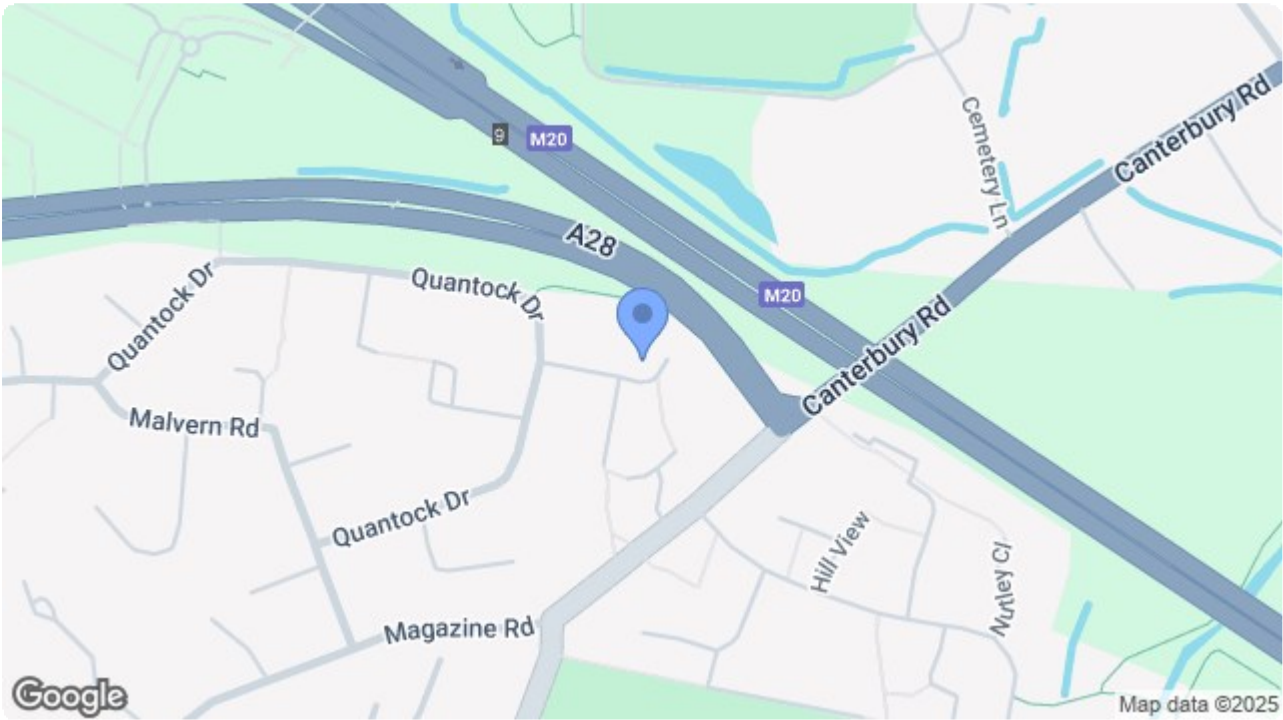 Canterbury Rd
Cemetery Ln
9
M20
A28
Quantock Dr
Quantock Dr
M20
Canterbury Rd
Malvern Rd
Quantock Dr
Hill View
Nutley Cl
Magazine Rd
Google
Map data ©2025